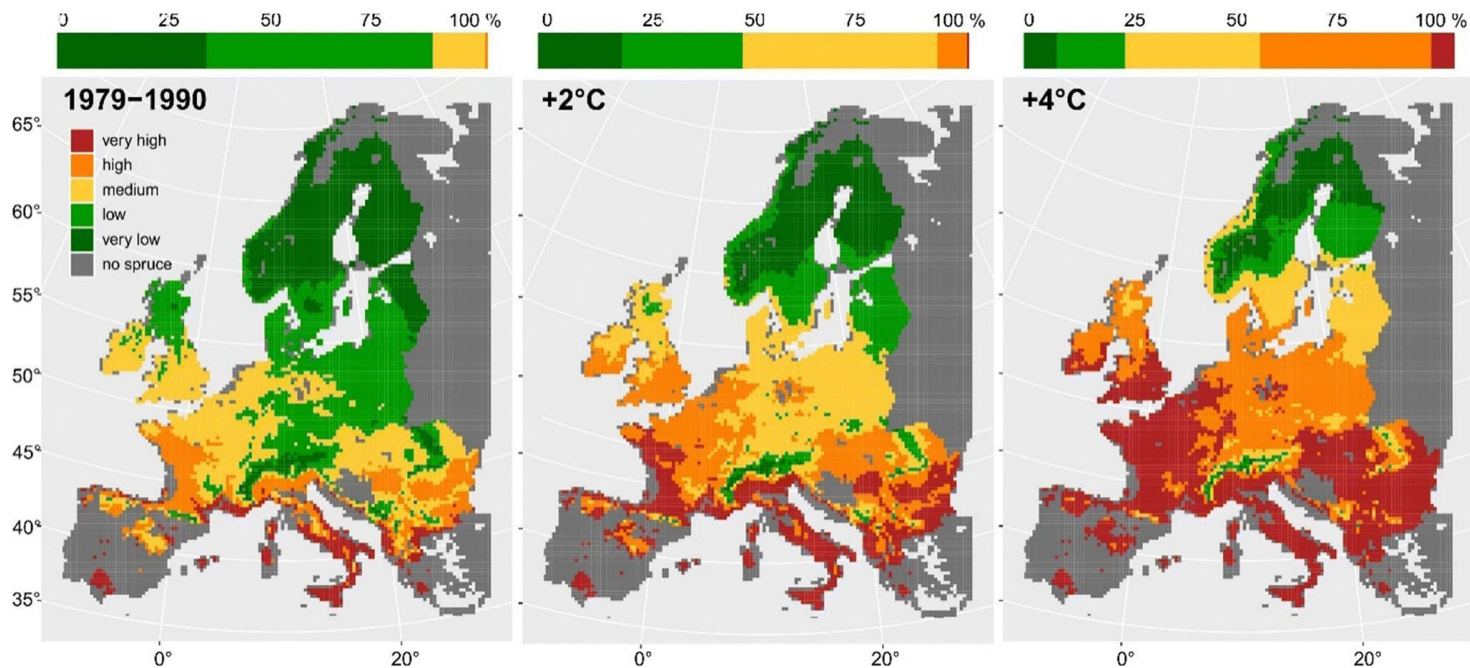 0 25 50 75 100 %
0 25 50 75 100 %
0 25 50 75 100 %
1979–1990
+2°C
+4°C
very high
high
medium
low
very low
no spruce
65°
60°
55°
50°
45°
40°
35°
0° 20°
0° 20°
0° 20°